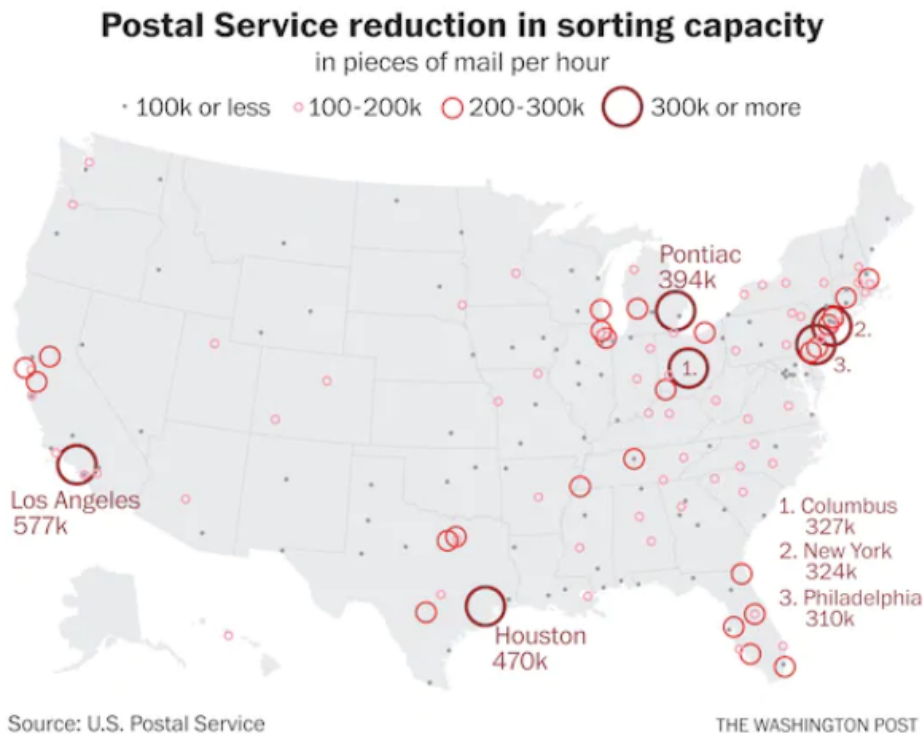 Postal Service reduction in sorting capacity
in pieces of mail per hour
100k or less 100-200k 200-300k 300k or more
Pontiac
394k
2.
3.
1.
Los Angeles
577k
1. Columbus
327k
2. New York
324k
3. Philadelphia
310k
Houston
470k
Source: U.S. Postal Service
THE WASHINGTON POST